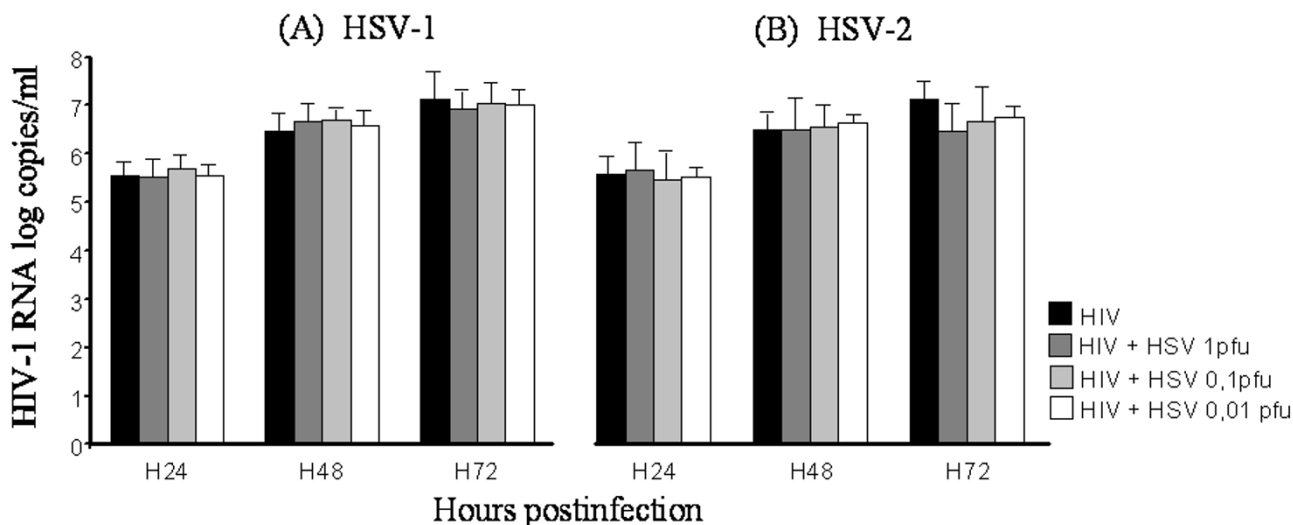 (A) HSV-1
(B) HSV-2
HIV-1 RNA log copies/ml
8
7
6
5
4
3
2
1
0
H24 H48 H72 H24 H48 H72
Hours postinfection
HIV
HIV + HSV 1pfu
HIV + HSV 0,1pfu
HIV + HSV 0,01 pfu